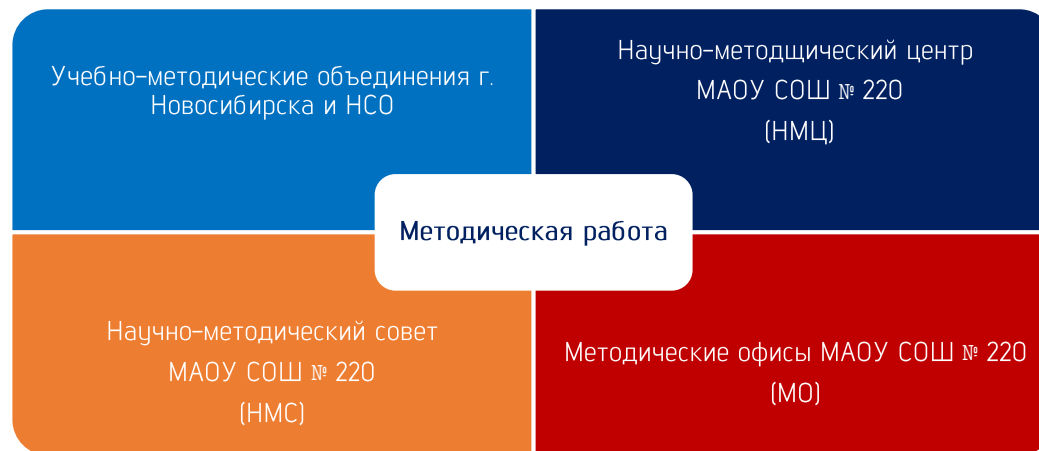 Учебно-методические объединения г.
Новосибирска и НСО
Научно-методщический центр
МАОУ СОШ № 220
(НМЦ)
Методическая работа
Научно-методический совет
МАОУ СОШ № 220
(НМС)
Методические офисы МАОУ СОШ № 220
(МО)